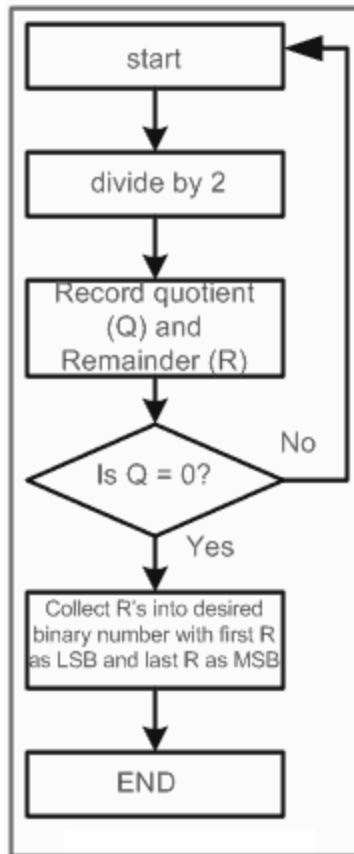 start
divide by 2
Record quotient
(Q) and
Remainder (R)
No
Is Q = 0?
Yes
Collect R's into desired
binary number with first R
as LSB and last R as MSB
END